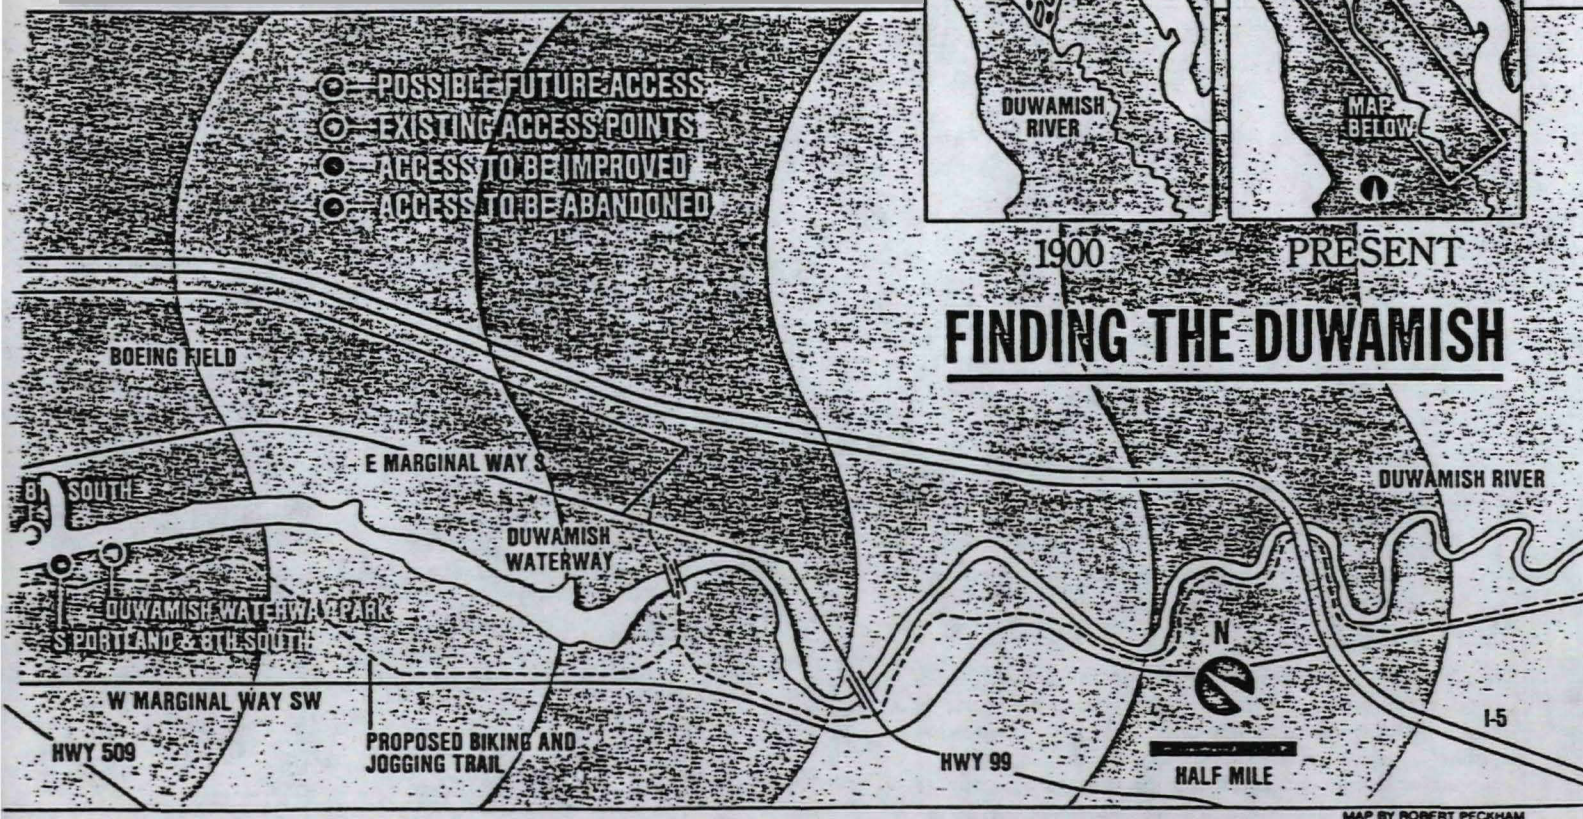 POSSIBLE FUTURE ACCESS
EXISTING ACCESS POINTS
ACCESS TO BE IMPROVED
ACCESS TO BE ABANDONED
DUWAMISH
RIVER
MAP
BELOW
1900
PRESENT
FINDING THE DUWAMISH
BOEING FIELD
E MARGINAL WAY S
DUWAMISH RIVER
SOUTH
DUWAMISH
WATERWAY
DUWAMISH WATERWAY PARK
S PORTLAND & 8TH SOUTH
N
W MARGINAL WAY SW
I-5
HWY 509
PROPOSED BIKING AND
JOGGING TRAIL
HWY 99
HALF MILE
MAP BY ROBERT PECKHAM